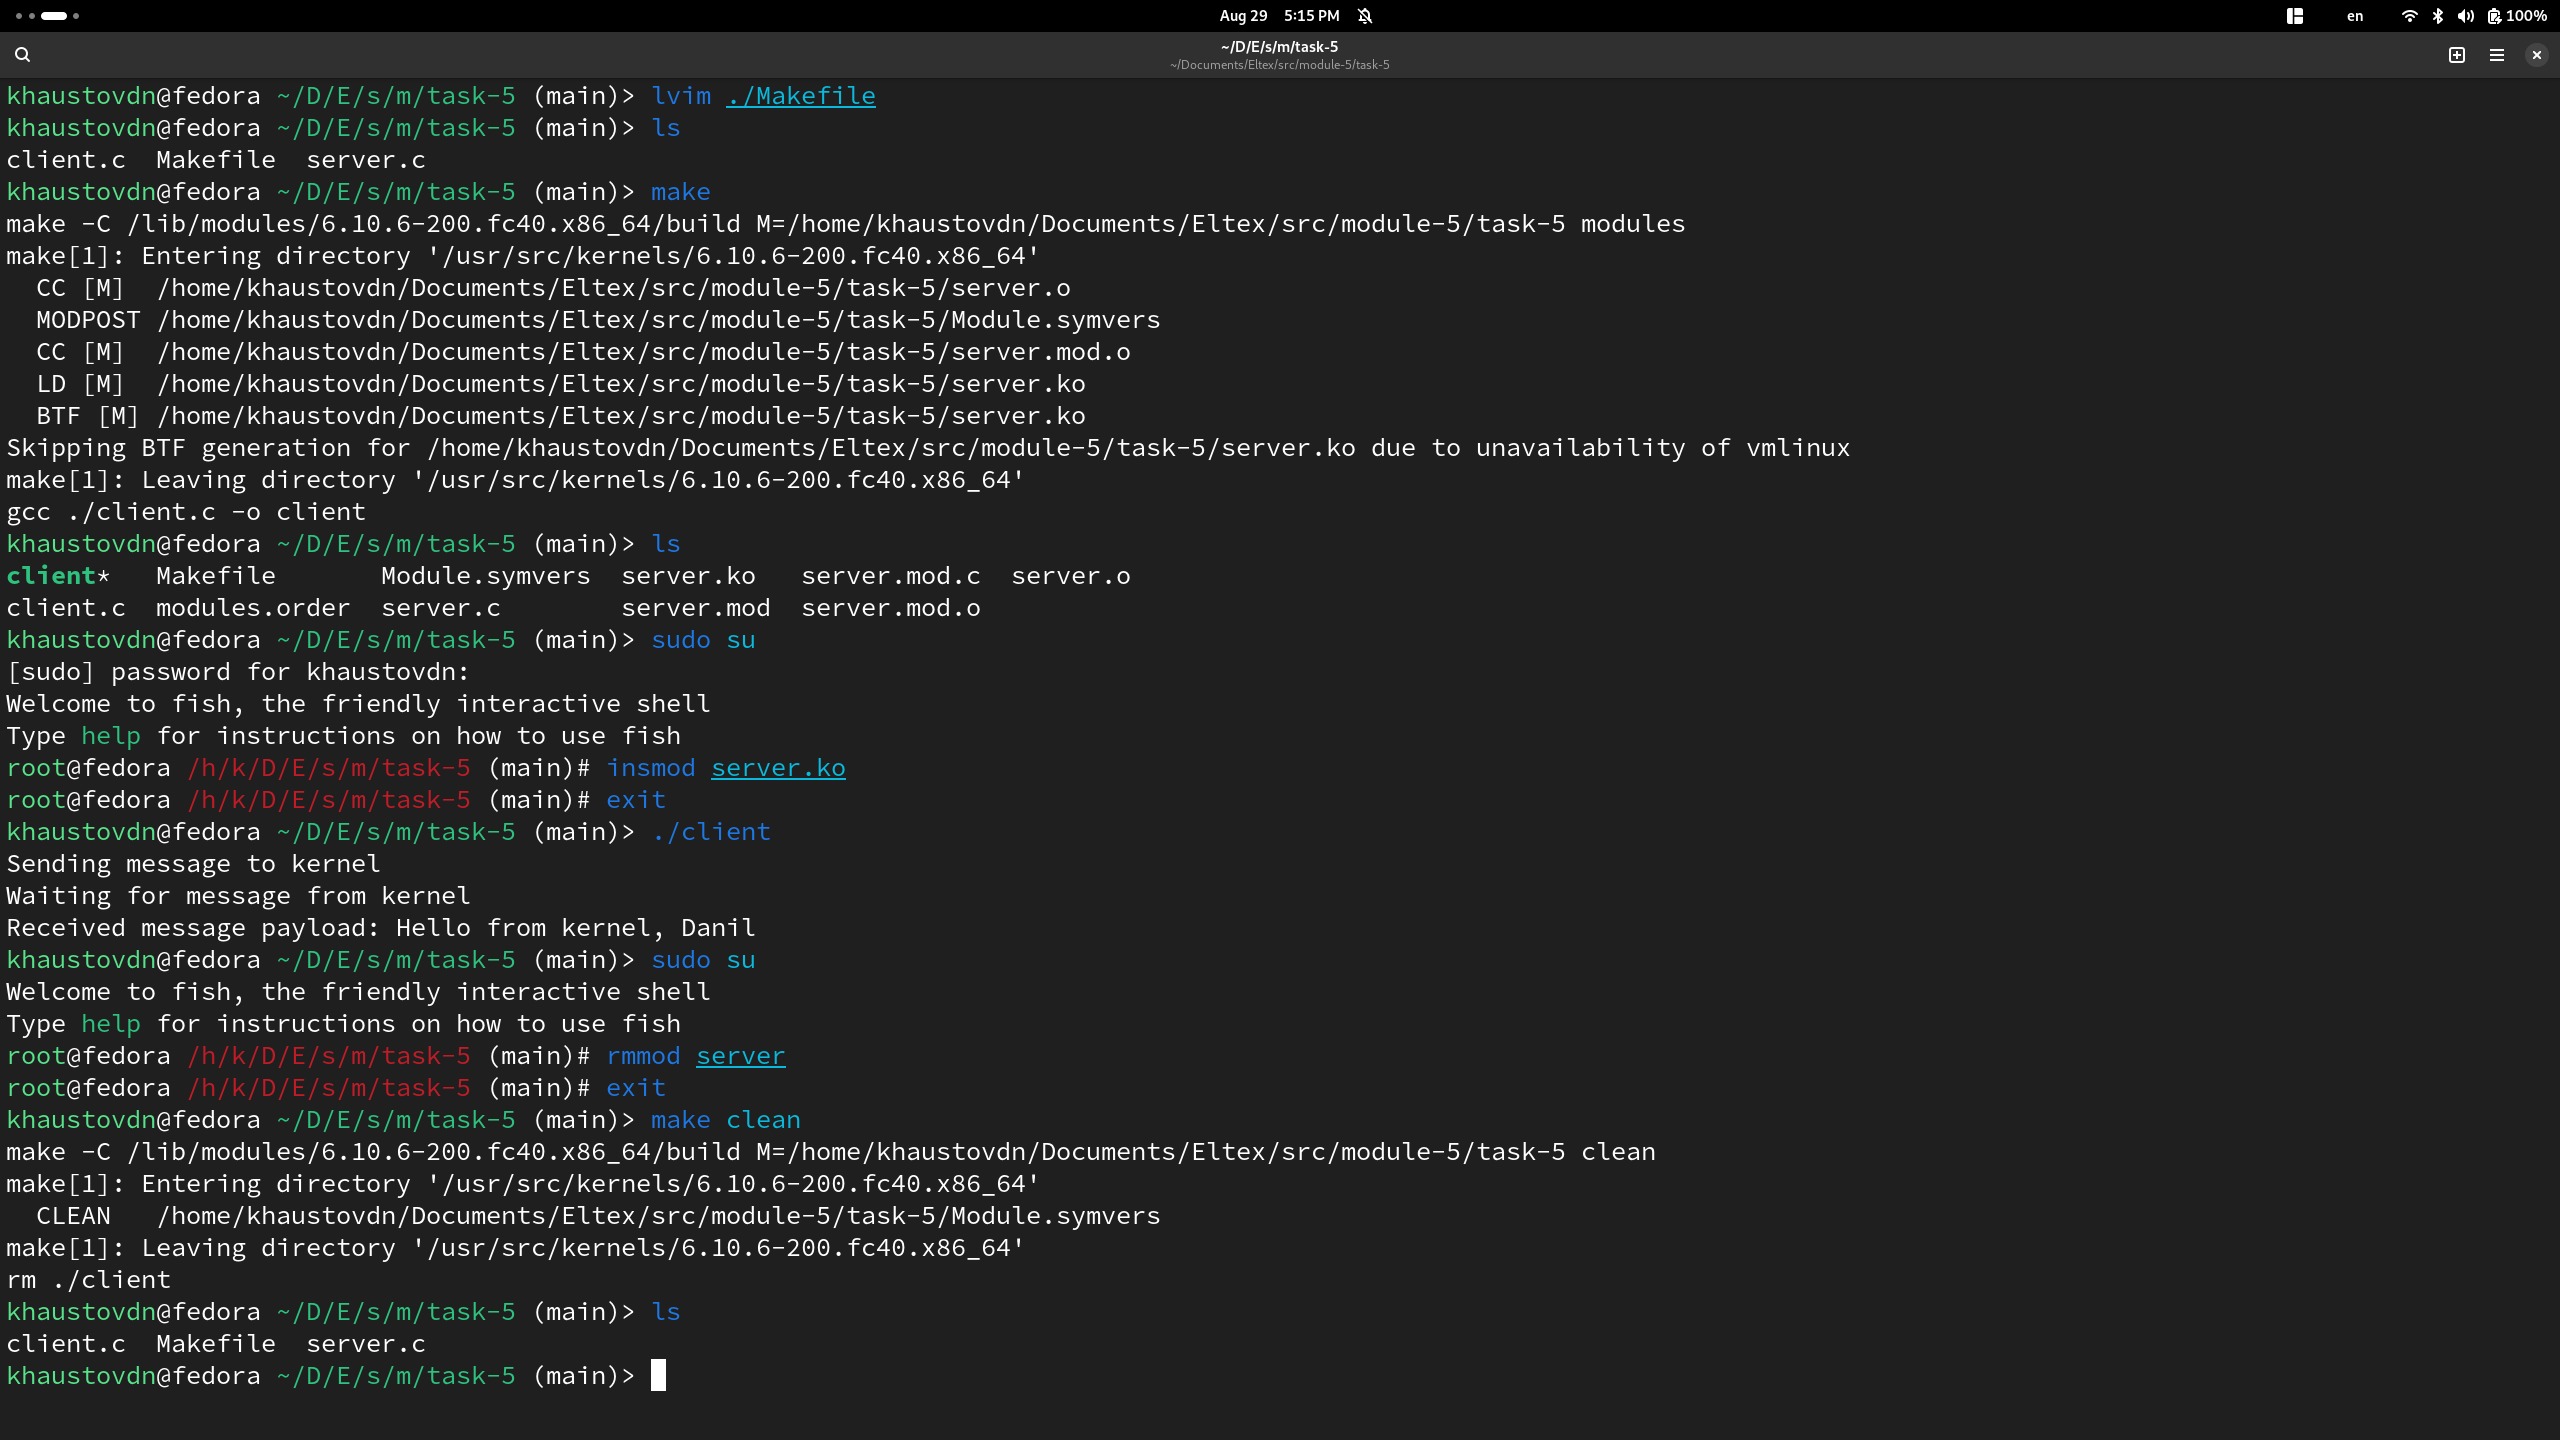 Aug 29 5:15 PM
en 100%
~/D/E/s/m/task-5
~/Documents/Eltex/src/module-5/task-5
khaustovdn@fedora ~/D/E/s/m/task-5 (main)> lvim ./Makefile
khaustovdn@fedora ~/D/E/s/m/task-5 (main)> ls
client.c  Makefile  server.c
khaustovdn@fedora ~/D/E/s/m/task-5 (main)> make
make -C /lib/modules/6.10.6-200.fc40.x86_64/build M=/home/khaustovdn/Documents/Eltex/src/module-5/task-5 modules
make[1]: Entering directory '/usr/src/kernels/6.10.6-200.fc40.x86_64'
  CC [M]  /home/khaustovdn/Documents/Eltex/src/module-5/task-5/server.o
  MODPOST /home/khaustovdn/Documents/Eltex/src/module-5/task-5/Module.symvers
  CC [M]  /home/khaustovdn/Documents/Eltex/src/module-5/task-5/server.mod.o
  LD [M]  /home/khaustovdn/Documents/Eltex/src/module-5/task-5/server.ko
  BTF [M] /home/khaustovdn/Documents/Eltex/src/module-5/task-5/server.ko
Skipping BTF generation for /home/khaustovdn/Documents/Eltex/src/module-5/task-5/server.ko due to unavailability of vmlinux
make[1]: Leaving directory '/usr/src/kernels/6.10.6-200.fc40.x86_64'
gcc ./client.c -o client
khaustovdn@fedora ~/D/E/s/m/task-5 (main)> ls
client*   Makefile       Module.symvers  server.ko   server.mod.c  server.o
client.c  modules.order  server.c        server.mod  server.mod.o
khaustovdn@fedora ~/D/E/s/m/task-5 (main)> sudo su
[sudo] password for khaustovdn:
Welcome to fish, the friendly interactive shell
Type help for instructions on how to use fish
root@fedora /h/k/D/E/s/m/task-5 (main)# insmod server.ko
root@fedora /h/k/D/E/s/m/task-5 (main)# exit
khaustovdn@fedora ~/D/E/s/m/task-5 (main)> ./client
Sending message to kernel
Waiting for message from kernel
Received message payload: Hello from kernel, Danil
khaustovdn@fedora ~/D/E/s/m/task-5 (main)> sudo su
Welcome to fish, the friendly interactive shell
Type help for instructions on how to use fish
root@fedora /h/k/D/E/s/m/task-5 (main)# rmmod server
root@fedora /h/k/D/E/s/m/task-5 (main)# exit
khaustovdn@fedora ~/D/E/s/m/task-5 (main)> make clean
make -C /lib/modules/6.10.6-200.fc40.x86_64/build M=/home/khaustovdn/Documents/Eltex/src/module-5/task-5 clean
make[1]: Entering directory '/usr/src/kernels/6.10.6-200.fc40.x86_64'
  CLEAN   /home/khaustovdn/Documents/Eltex/src/module-5/task-5/Module.symvers
make[1]: Leaving directory '/usr/src/kernels/6.10.6-200.fc40.x86_64'
rm ./client
khaustovdn@fedora ~/D/E/s/m/task-5 (main)> ls
client.c  Makefile  server.c
khaustovdn@fedora ~/D/E/s/m/task-5 (main)>